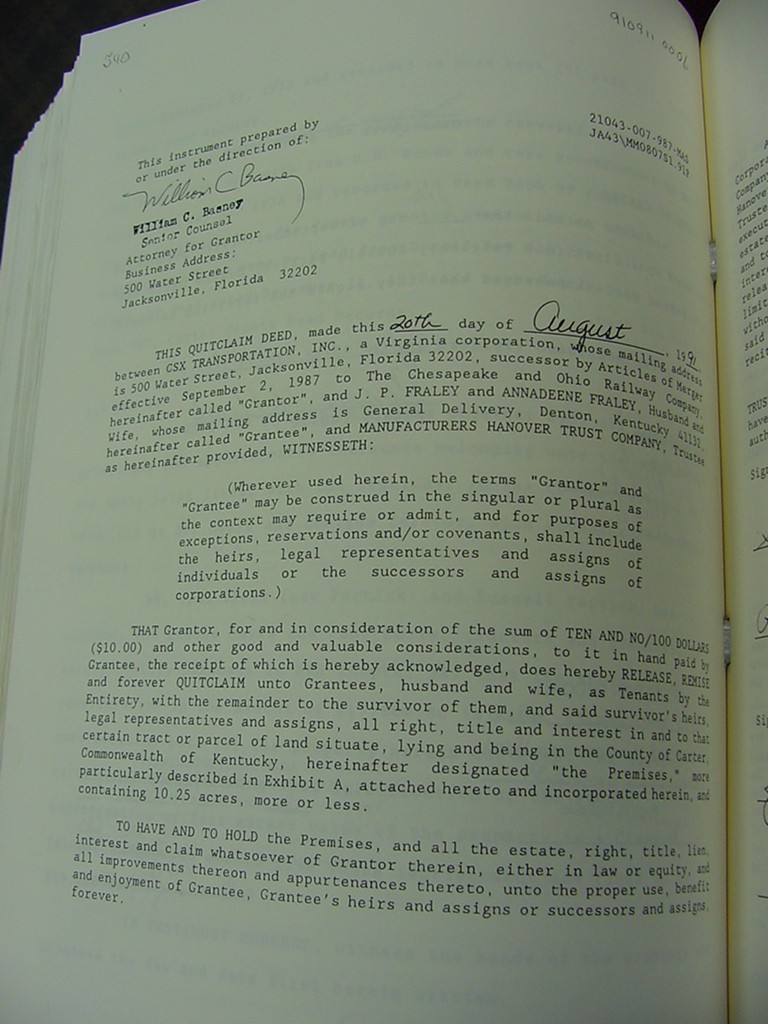 540
910911 0006
21043-007-987-MAS
JA43\MM080751.91P
This instrument prepared by
or under the direction of:
William C Basney
William C. Basney
Senior Counsel
Attorney for Grantor
Business Address:
500 Water Street
Jacksonville, Florida 32202
THIS QUITCLAIM DEED, made this 20th day of August, 1991,
between CSX TRANSPORTATION, INC., a Virginia corporation, whose mailing address
is 500 Water Street, Jacksonville, Florida 32202, successor by Articles of Merger
effective September 2, 1987 to The Chesapeake and Ohio Railway Company,
hereinafter called "Grantor", and J. P. FRALEY and ANNADEENE FRALEY, Husband and
Wife, whose mailing address is General Delivery, Denton, Kentucky 41132,
hereinafter called "Grantee", and MANUFACTURERS HANOVER TRUST COMPANY, Trustee
as hereinafter provided, WITNESSETH:
(Wherever used herein, the terms "Grantor" and
"Grantee" may be construed in the singular or plural as
the context may require or admit, and for purposes of
exceptions, reservations and/or covenants, shall include
the heirs, legal representatives and assigns of
individuals or the successors and assigns of
corporations.)
THAT Grantor, for and in consideration of the sum of TEN AND NO/100 DOLLARS
($10.00) and other good and valuable considerations, to it in hand paid by
Grantee, the receipt of which is hereby acknowledged, does hereby RELEASE, REMISE
and forever QUITCLAIM unto Grantees, husband and wife, as Tenants by the
Entirety, with the remainder to the survivor of them, and said survivor's heirs,
legal representatives and assigns, all right, title and interest in and to that
certain tract or parcel of land situate, lying and being in the County of Carter,
Commonwealth of Kentucky, hereinafter designated "the Premises," more
particularly described in Exhibit A, attached hereto and incorporated herein, and
containing 10.25 acres, more or less.
TO HAVE AND TO HOLD the Premises, and all the estate, right, title, lien,
interest and claim whatsoever of Grantor therein, either in law or equity, and
all improvements thereon and appurtenances thereto, unto the proper use, benefit
and enjoyment of Grantee, Grantee's heirs and assigns or successors and assigns,
forever.